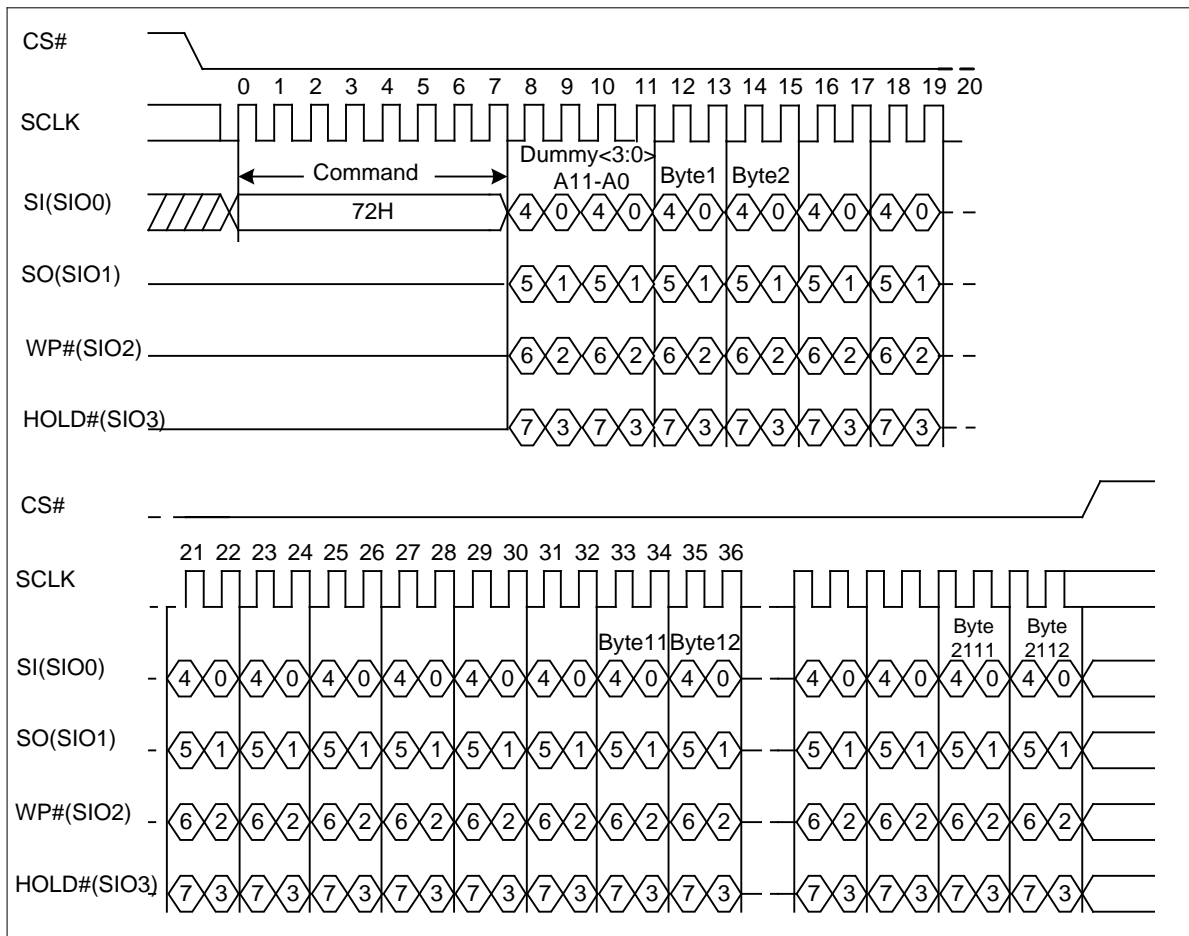 CS#
0 1 2 3 4 5 6 7 8 9 10 11 12 13 14 15 16 17 18 19 20
SCLK
Dummy<3:0>
Command
A11-A0 Byte1 Byte2
SI(SIO0) 72H 4 0 4 0 4 0 4 0 4 0 4 0
SO(SIO1) 5 1 5 1 5 1 5 1 5 1 5 1
WP#(SIO2) 6 2 6 2 6 2 6 2 6 2 6 2
HOLD#(SIO3) 7 3 7 3 7 3 7 3 7 3 7 3
CS#
21 22 23 24 25 26 27 28 29 30 31 32 33 34 35 36
SCLK
Byte11 Byte12 Byte 2111 Byte 2112
SI(SIO0) 4 0 4 0 4 0 4 0 4 0 4 0 4 0 4 0 4 0 4 0 4 0 4 0
SO(SIO1) 5 1 5 1 5 1 5 1 5 1 5 1 5 1 5 1 5 1 5 1 5 1 5 1
WP#(SIO2) 6 2 6 2 6 2 6 2 6 2 6 2 6 2 6 2 6 2 6 2 6 2 6 2
HOLD#(SIO3) 7 3 7 3 7 3 7 3 7 3 7 3 7 3 7 3 7 3 7 3 7 3 7 3